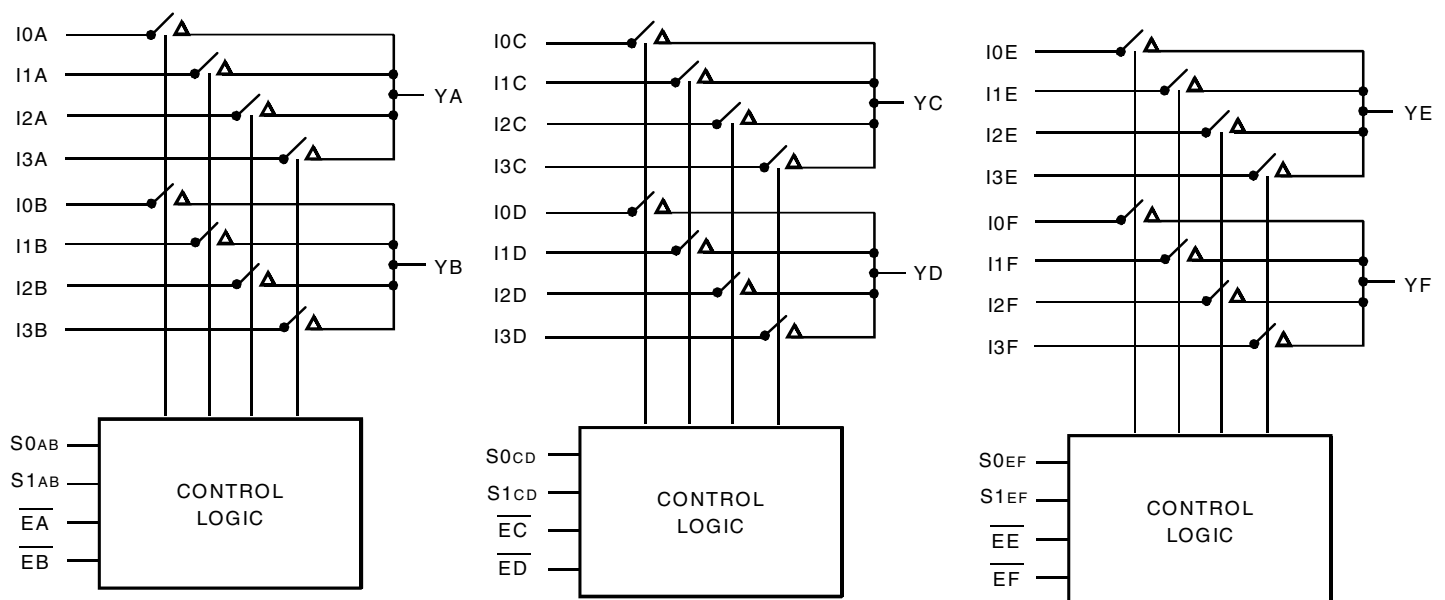 I0A
I1A
I2A
I3A
YA
I0B
I1B
I2B
I3B
YB
S0AB
S1AB
EA
EB
CONTROL
LOGIC
I0C
I1C
I2C
I3C
YC
I0D
I1D
I2D
I3D
YD
S0CD
S1CD
EC
ED
CONTROL
LOGIC
I0E
I1E
I2E
I3E
YE
I0F
I1F
I2F
I3F
YF
S0EF
S1EF
EE
EF
CONTROL
LOGIC